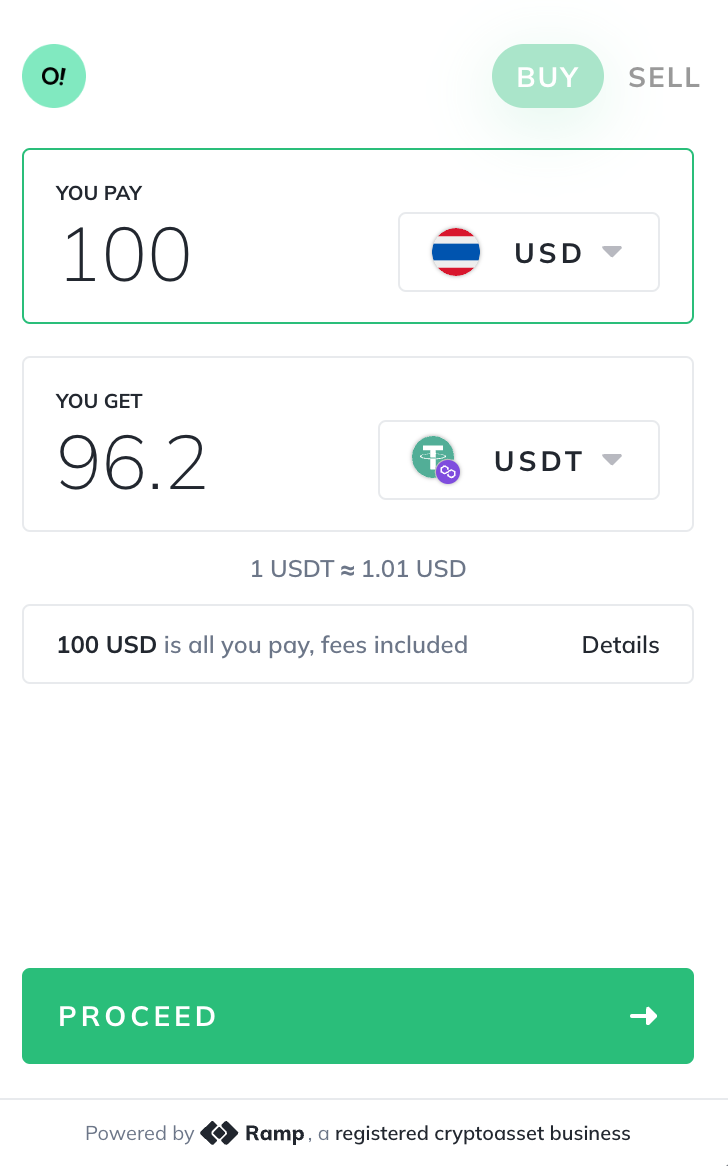 O!
BUY SELL
YOU PAY
100 USD
YOU GET
96.2 USDT
1 USDT ≈ 1.01 USD
100 USD is all you pay, fees included Details
PROCEED
Powered by Ramp, a registered cryptoasset business